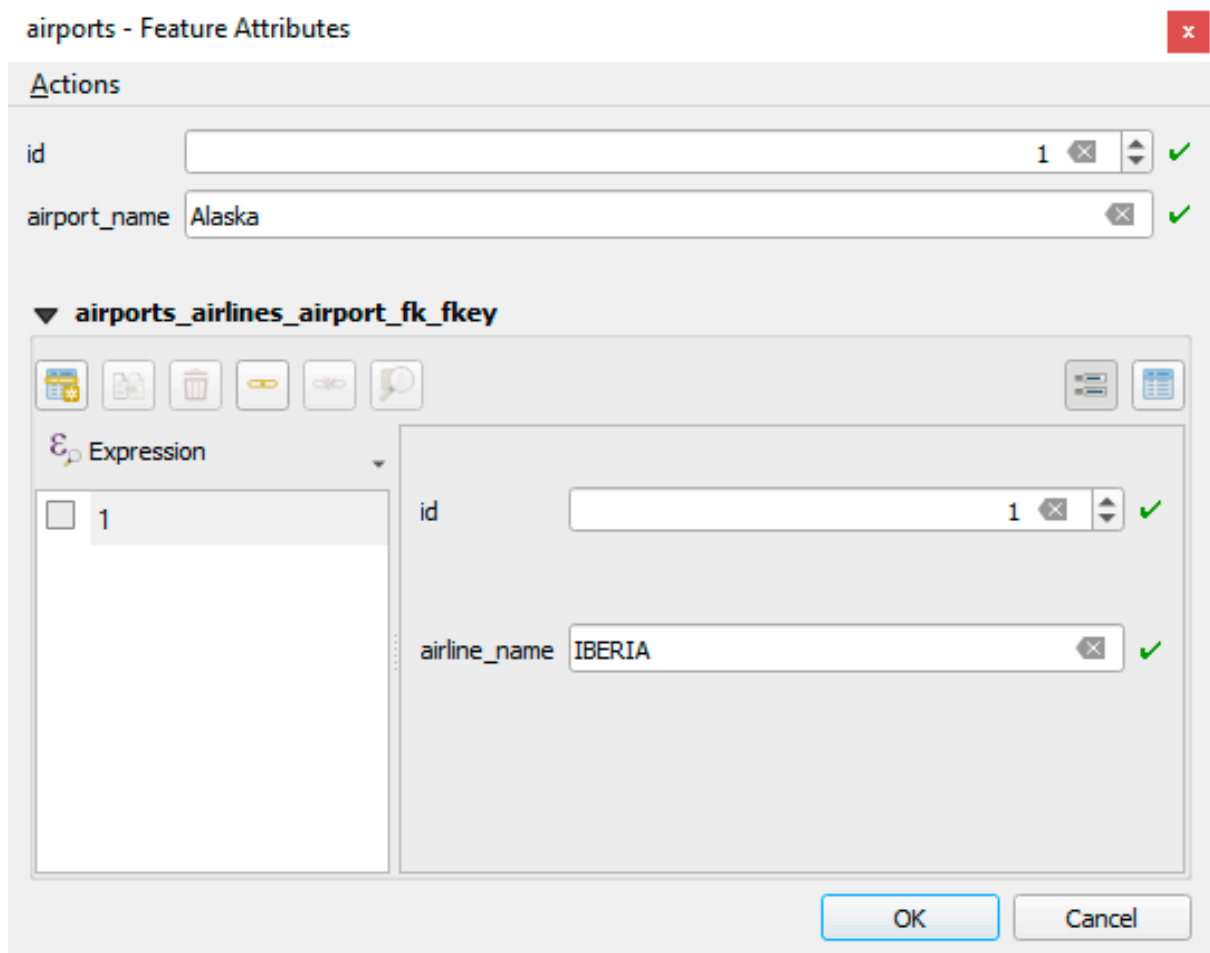 airports - Feature Attributes
x
Actions
id 1
airport_name Alaska
airports_airlines_airport_fk_fkey
ε Expression
1
id 1
airline_name IBERIA
OK Cancel